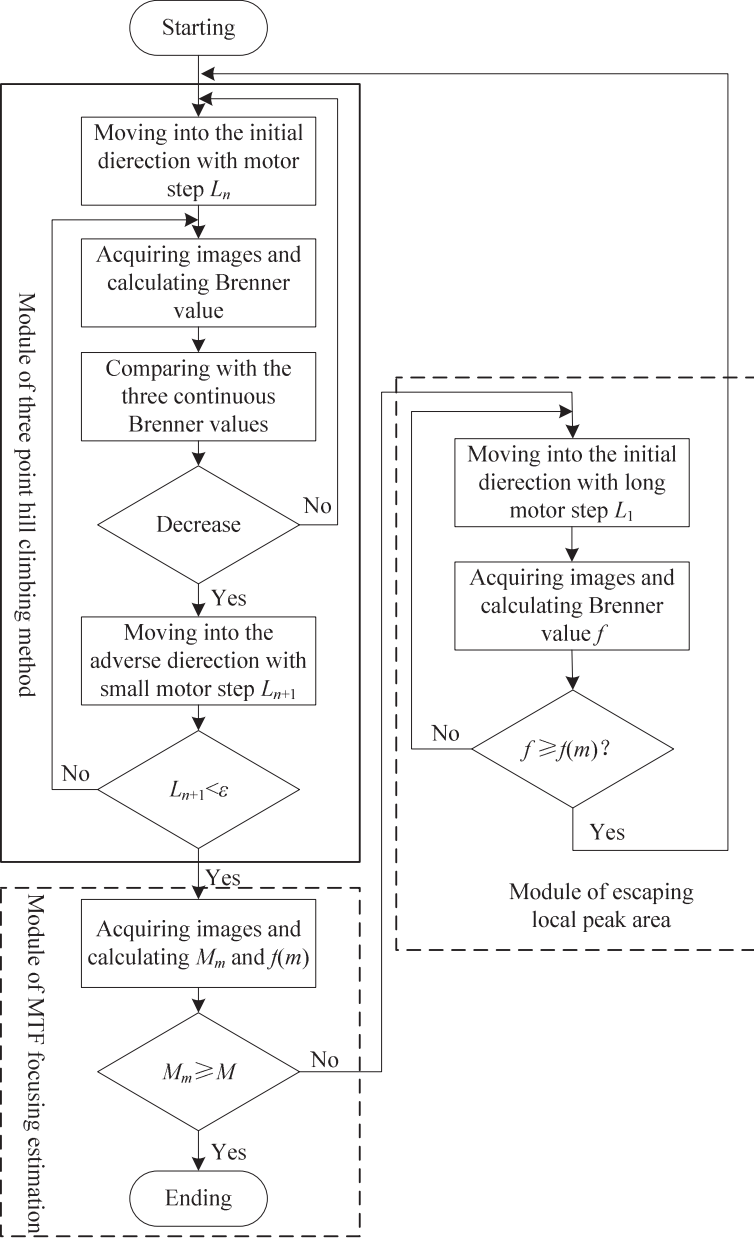 Starting
Moving into the initial
dierection with motor
step Ln
Acquiring images and
calculating Brenner
value
Comparing with the
three continuous
Brenner values
Decrease
No
Yes
Moving into the
adverse dierection with
small motor step Ln+1
Ln+1<ε
No
Yes
Module of three point hill climbing method
Acquiring images and
calculating Mm and f(m)
Mm⩾M
No
Yes
Ending
Module of MTF focusing estimation
Moving into the initial
dierection with long
motor step L1
Acquiring images and
calculating Brenner
value f
f⩾f(m)?
No
Yes
Module of escaping
local peak area